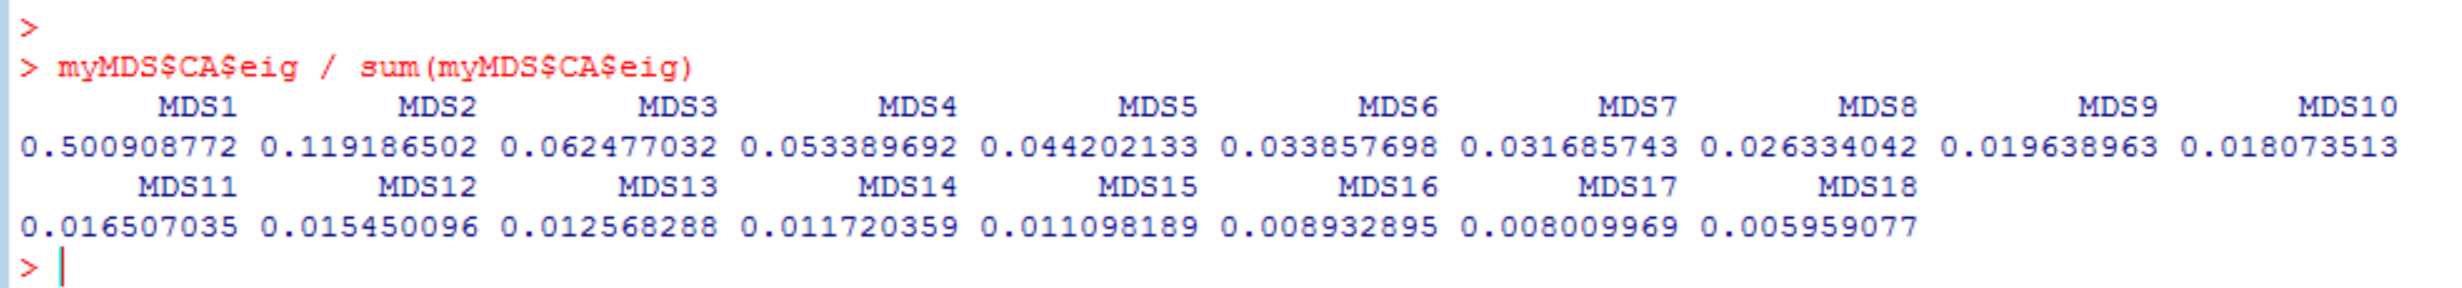 >
> myMDS$CA$eig / sum(myMDS$CA$eig)
MDS1 MDS2 MDS3 MDS4 MDS5 MDS6 MDS7 MDS8 MDS9 MDS10
0.500908772 0.119186502 0.062477032 0.053389692 0.044202133 0.033857698 0.031685743 0.026334042 0.019638963 0.018073513
MDS11 MDS12 MDS13 MDS14 MDS15 MDS16 MDS17 MDS18
0.016507035 0.015450096 0.012568288 0.011720359 0.011098189 0.008932895 0.008009969 0.005959077
>